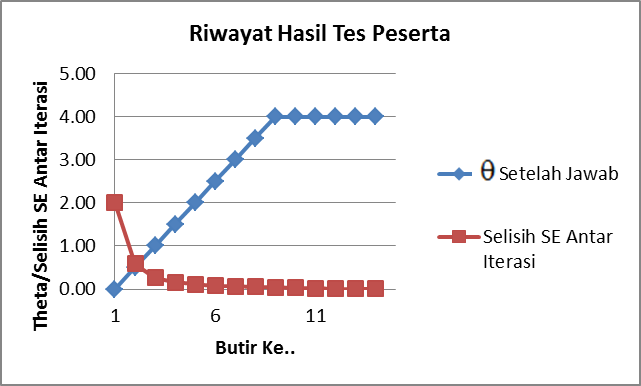 Riwayat Hasil Tes Peserta
Theta/Selisih SE Antar Iterasi
5.00
4.00
3.00
2.00
1.00
0.00
1 6 11
Butir Ke..
θ Setelah Jawab
Selisih SE Antar
Iterasi